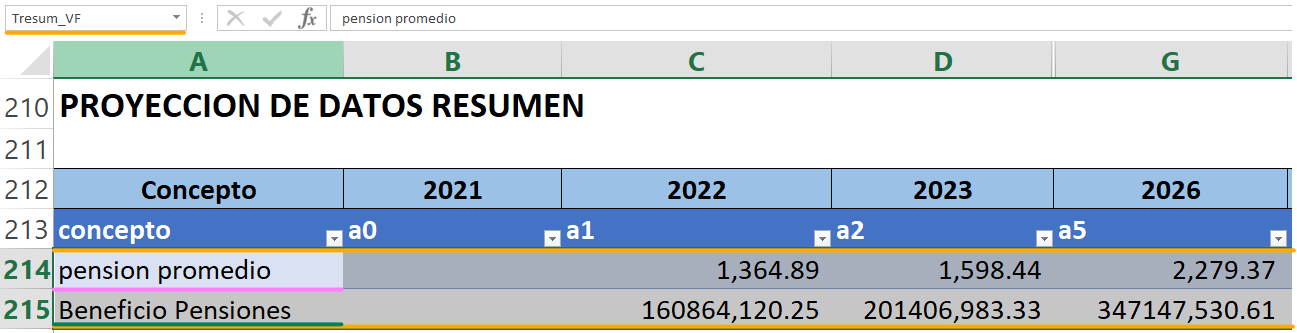 Tresum_VF fx pension promedio
A B C D G
210 PROYECCION DE DATOS RESUMEN
211
212 Concepto 2021 2022 2023 2026
213 concepto a0 a1 a2 a5
214 pension promedio 1,364.89 1,598.44 2,279.37
215 Beneficio Pensiones 160864,120.25 201406,983.33 347147,530.61